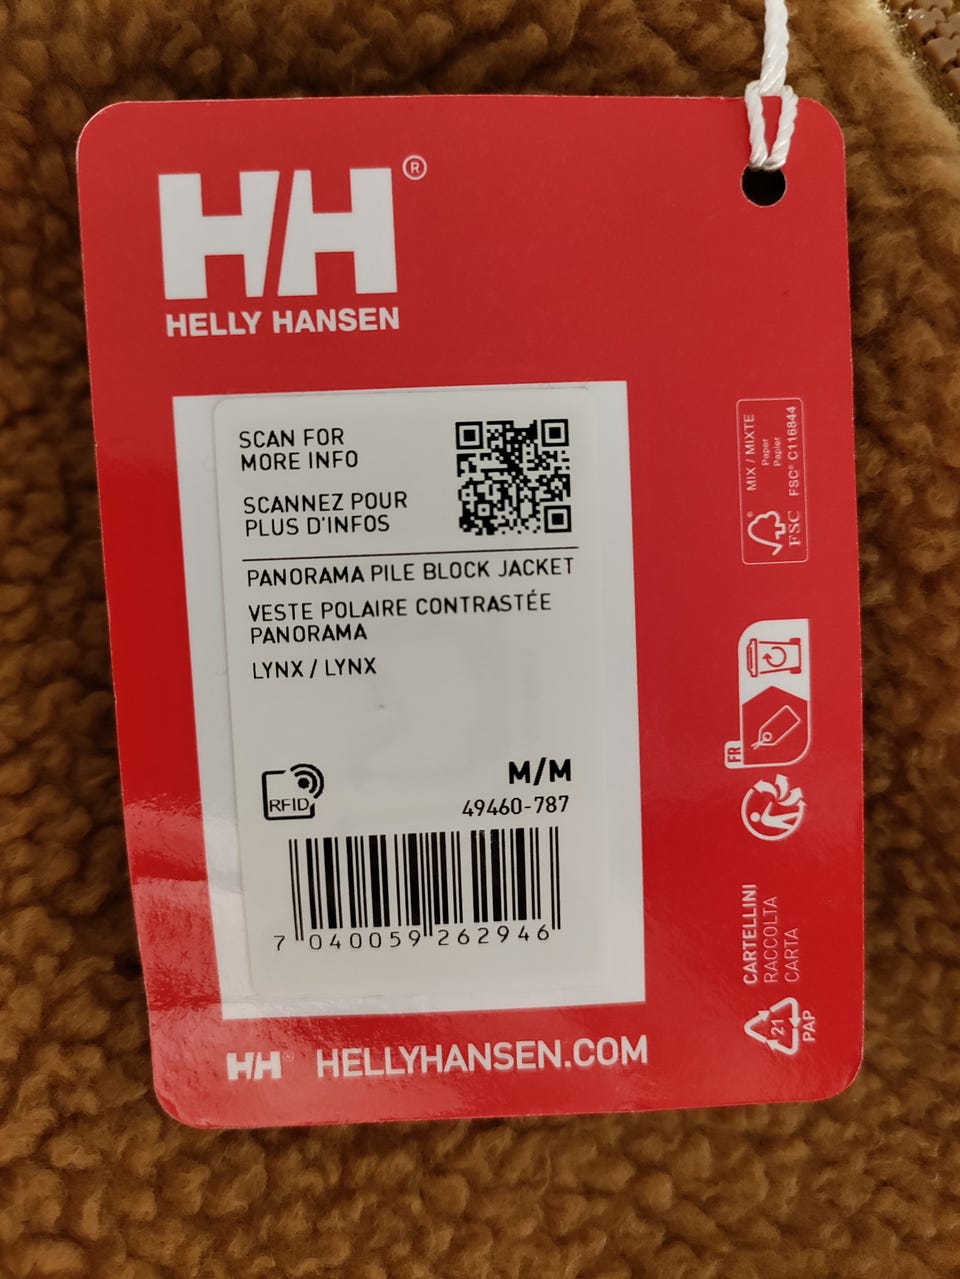 HH®
HELLY HANSEN
SCAN FOR
MORE INFO
SCANNEZ POUR
PLUS D'INFOS
PANORAMA PILE BLOCK JACKET
VESTE POLAIRE CONTRASTÉE
PANORAMA
LYNX / LYNX
RFID
M/M
49460-787
7 040059 262946
HH® HELLYHANSEN.COM
MIX / MIXTE
Paper
Papier
FSC® C116844
FSC®
FR
CARTELLINI
RACCOLTA
CARTA
21
PAP